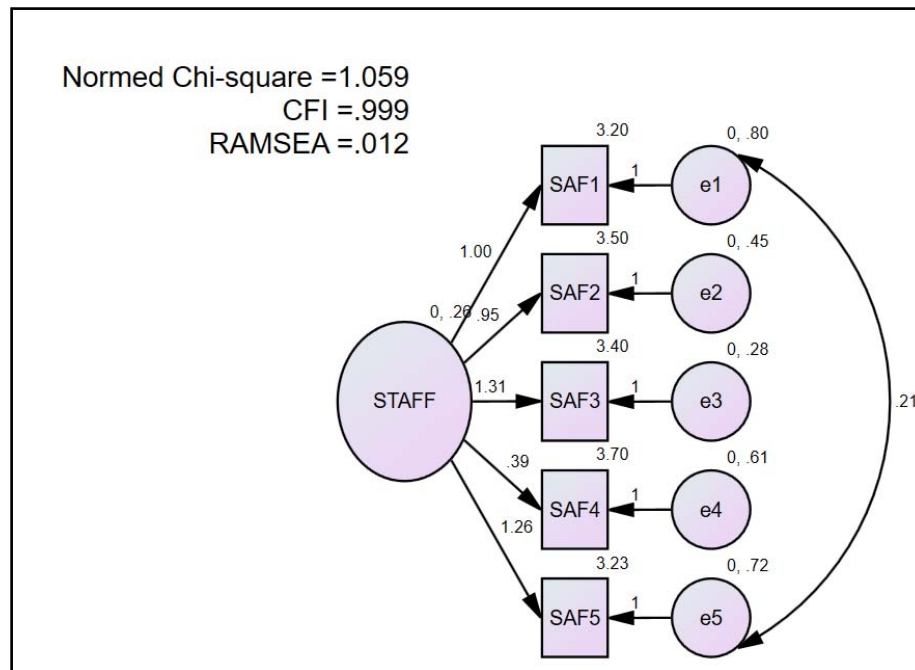 Normed Chi-square =1.059
CFI =.999
RAMSEA =.012
3.20
0, .80
SAF1
1
e1
1.00
3.50
0, .45
SAF2
1
e2
0, .26
.95
3.40
0, .28
STAFF
1.31
SAF3
1
e3
.21
3.70
0, .61
.39
SAF4
1
e4
1.26
3.23
0, .72
SAF5
1
e5